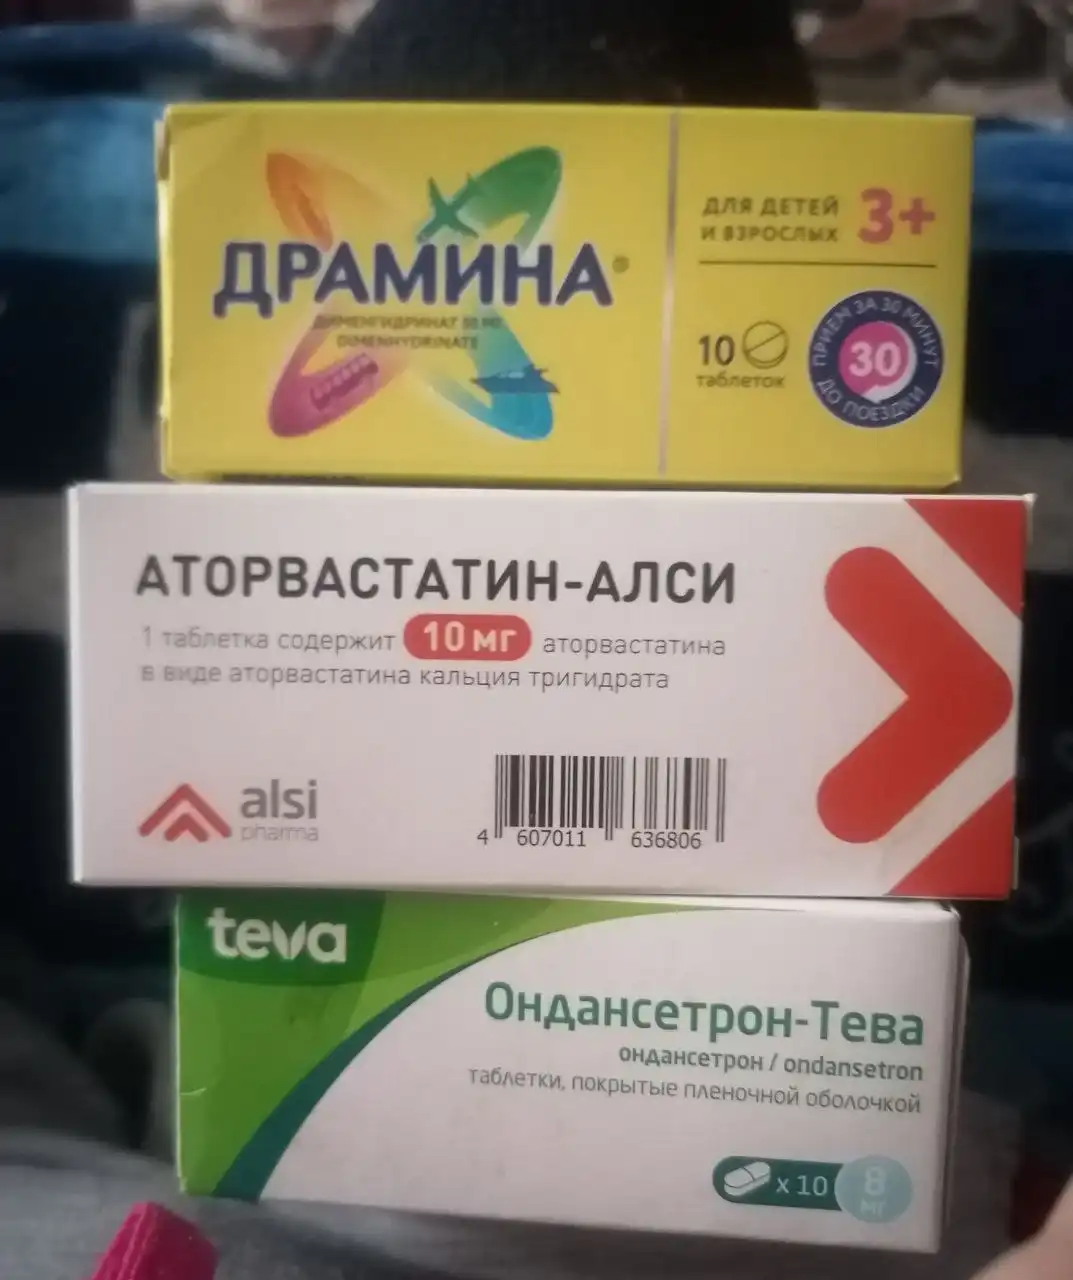 ДРАМИНА®
ДИМЕНГИДРИНАТ 50 МГ
DIMENHYDRINATE
ДЛЯ ДЕТЕЙ
И ВЗРОСЛЫХ
3+
10
таблеток
ПРИЕМ ЗА 30 МИНУТ
30
ДО ПОЕЗДКИ
АТОРВАСТАТИН-АЛСИ
1 таблетка содержит 10 мг аторвастатина
в виде аторвастатина кальция тригидрата
alsi
pharma
4 607011 636806
teva
Ондансетрон-Тева
ондансетрон / ondansetron
таблетки, покрытые пленочной оболочкой
x 10
8
мг